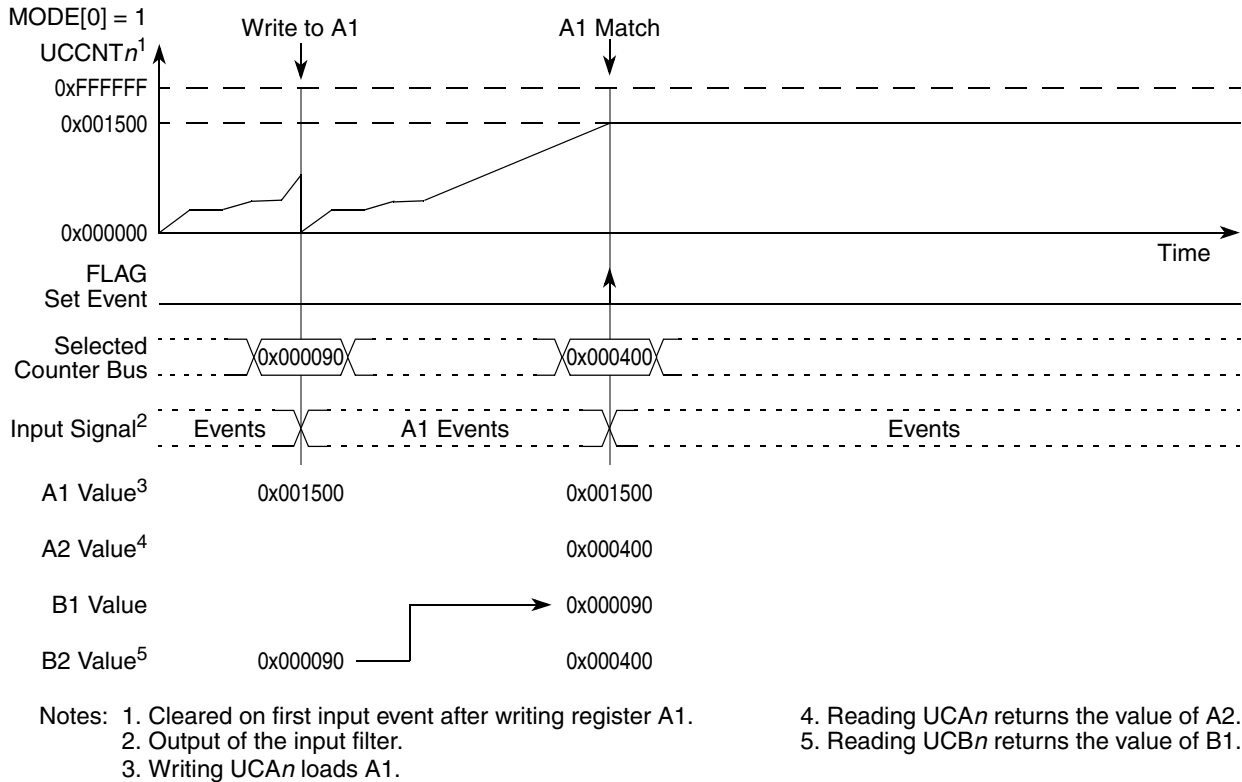 MODE[0] = 1
Write to A1
A1 Match
UCCNTn1
0xFFFFFF
0x001500
0x000000
Time
FLAG
Set Event
Selected
Counter Bus
0x000090
0x000400
Input Signal2
Events
A1 Events
Events
A1 Value3
0x001500
0x001500
A2 Value4
0x000400
B1 Value
0x000090
B2 Value5
0x000090
0x000400
Notes: 1. Cleared on first input event after writing register A1.
2. Output of the input filter.
3. Writing UCAn loads A1.
4. Reading UCAn returns the value of A2.
5. Reading UCBn returns the value of B1.